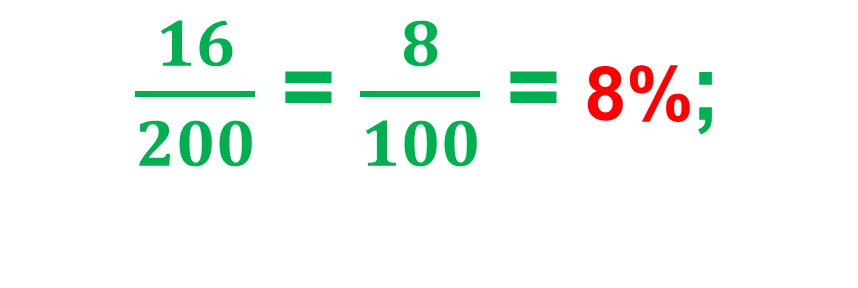 16/200 = 8/100 = 8%;